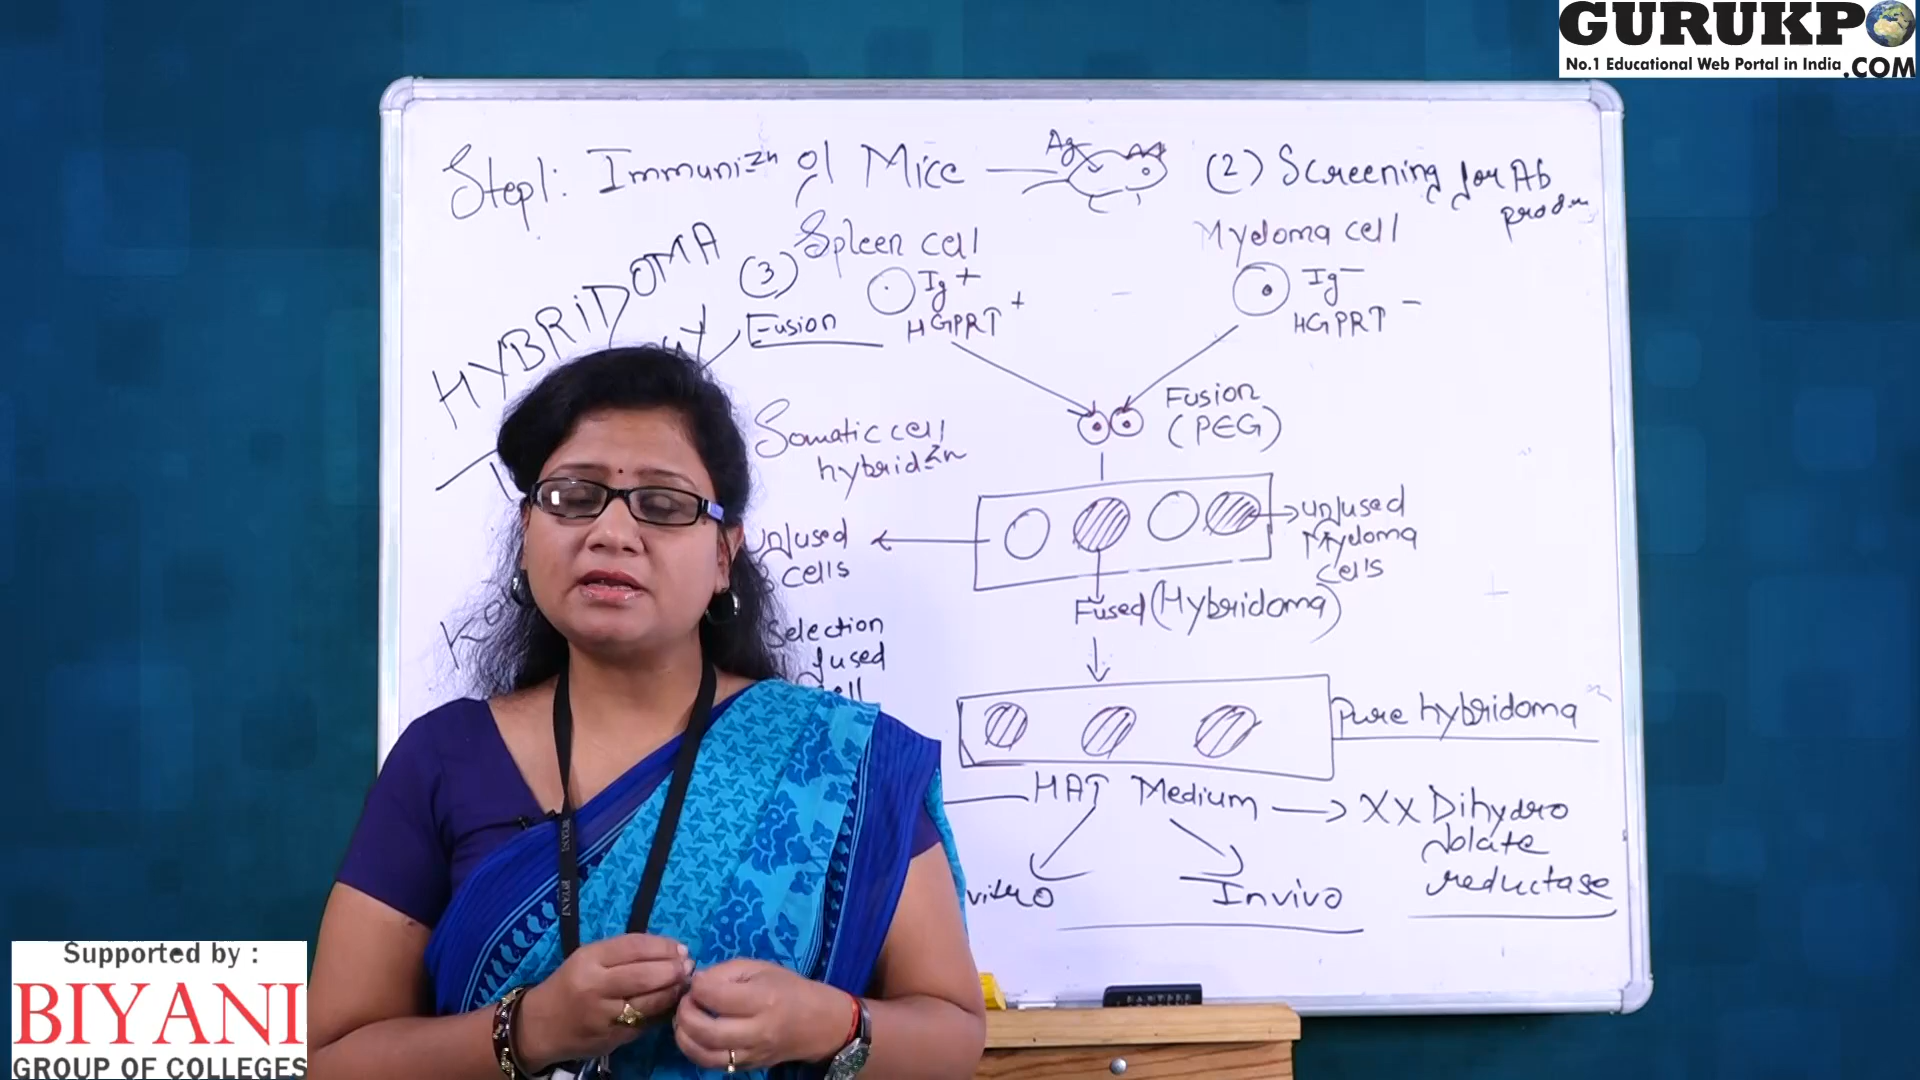 GURUKPO
No.1 Educational Web Portal in India .COM
Step1: Immunizn of Mice
Ag
(2) Screening for Ab
prodn
HYBRIDOMA
(3) Spleen cell
Ig+
HGPRT+
Fusion
Myeloma cell
Ig-
HGPRT-
Fusion
(PEG)
Somatic cell
hybridzn
unfused
cells
unfused
Myeloma
cells
Fused (Hybridoma)
Selection
fused
cell
Pure hybridoma
HAT Medium
XX Dihydro
folate
reductase
vitro
Invivo
BIYANI
BIYANI
Supported by :
BIYANI
GROUP OF COLLEGES